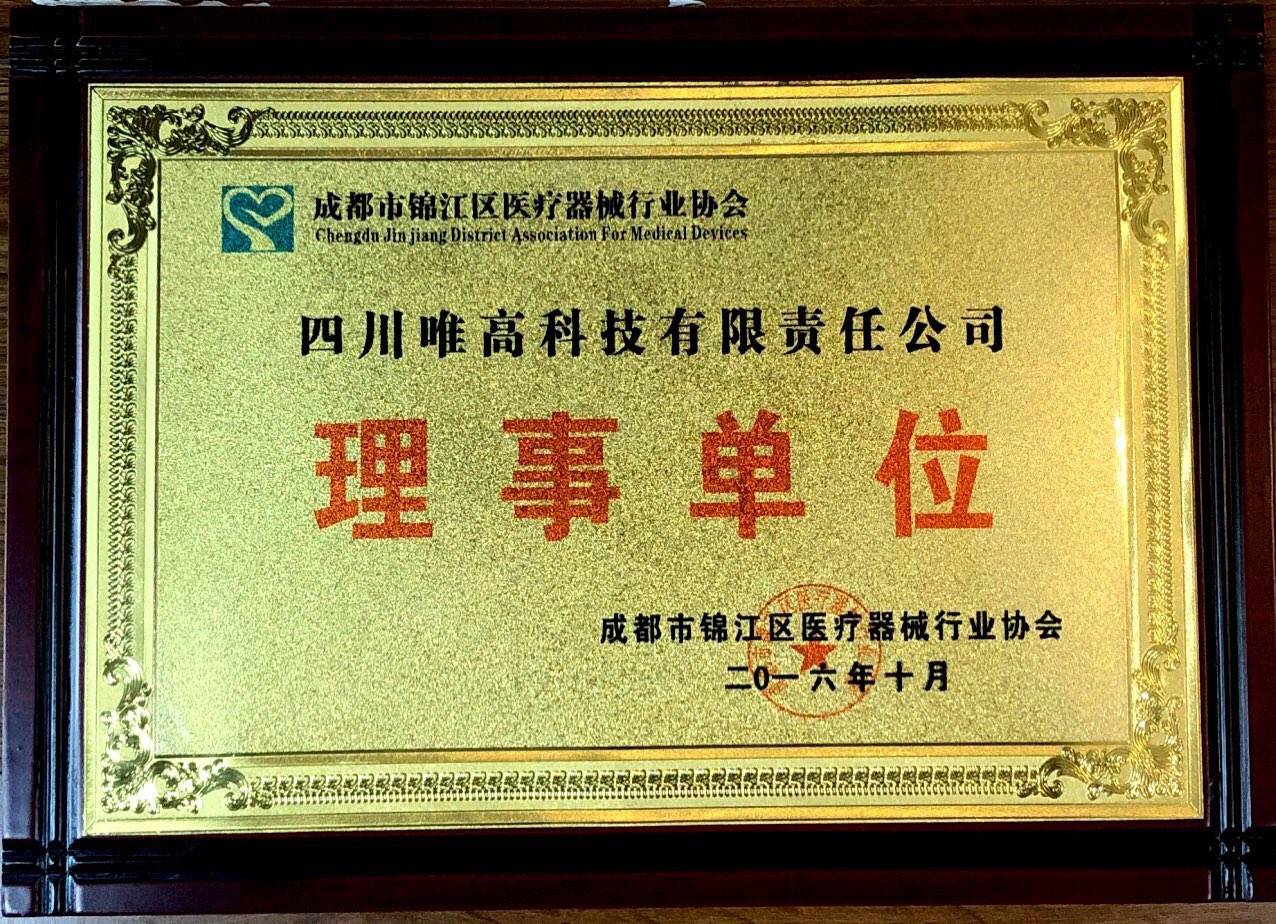 成都市锦江区医疗器械行业协会
Chengdu Jin jiang District Association For Medical Devices
四川唯高科技有限责任公司
理事单位
成都市锦江区医疗器械行业协会
二0一六年十月